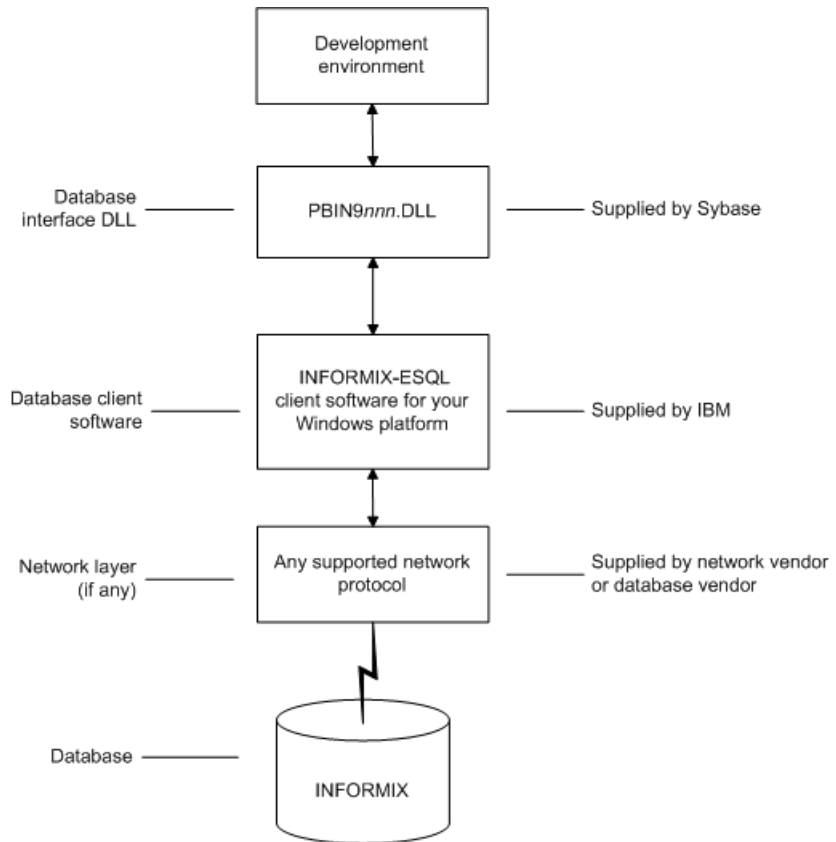 Development
environment
Database
interface DLL
PBIN9nnn.DLL
Supplied by Sybase
Database client
software
INFORMIX-ESQL
client software for your
Windows platform
Supplied by IBM
Network layer
(if any)
Any supported network
protocol
Supplied by network vendor
or database vendor
Database
INFORMIX